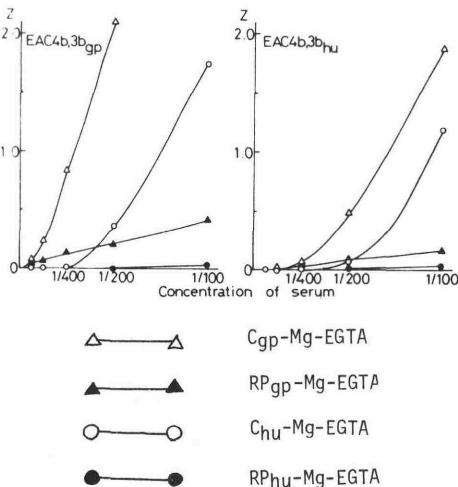 Z
2.0
EAC4b,3bgp
1.0
0
1/400
1/200
1/100
Z
2.0
EAC4b,3bhu
1.0
0
1/400
1/200
1/100
Concentration of serum
Cgp-Mg-EGTA
RPgp-Mg-EGTA
Chu-Mg-EGTA
RPhu-Mg-EGTA